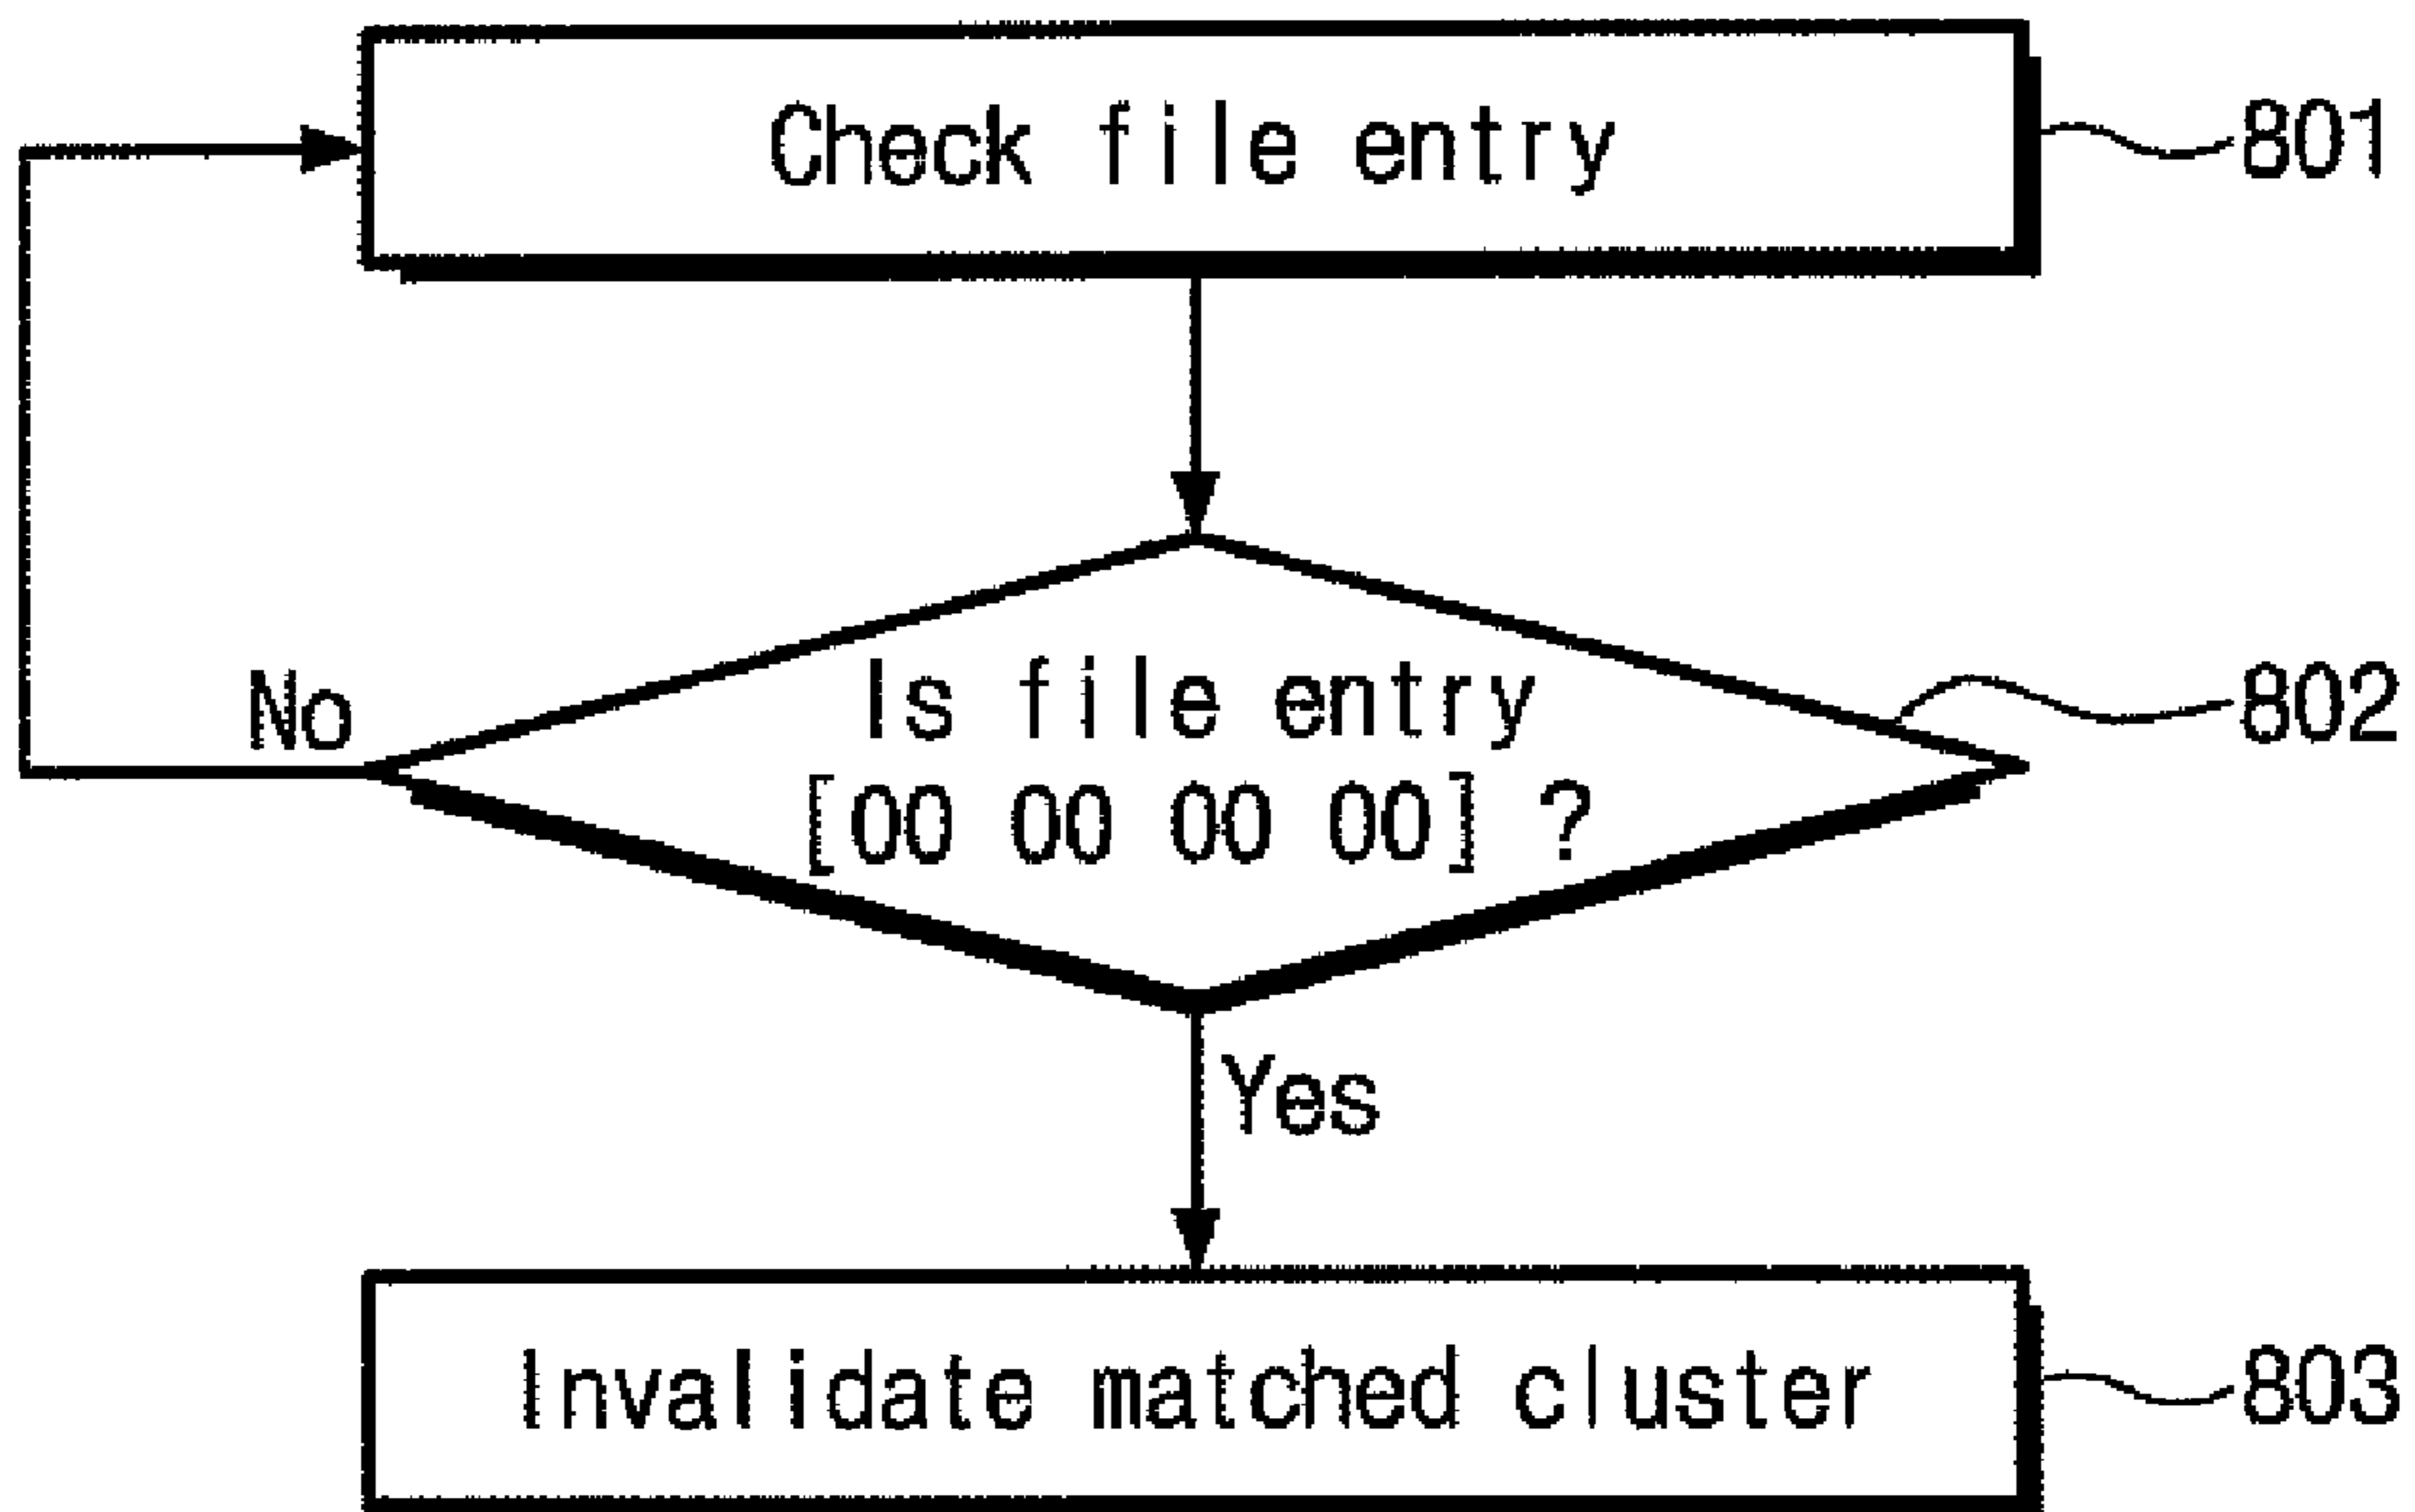 Check file entry
801
No
Is file entry
[00 00 00 00] ?
802
Yes
Invalidate matched cluster
803